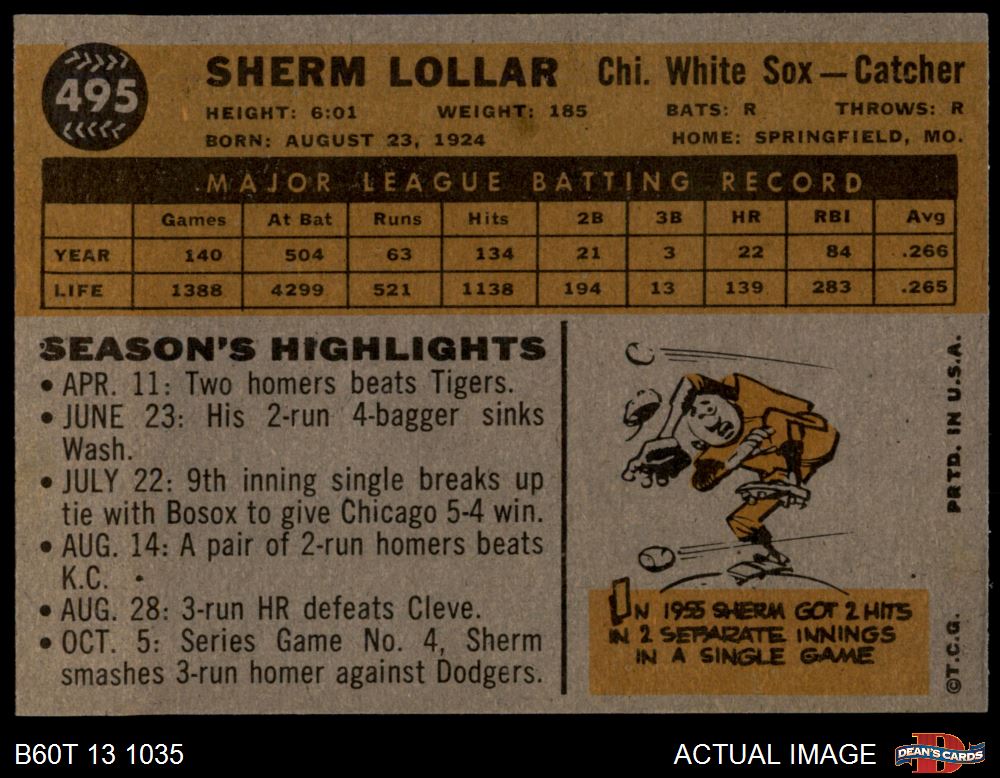 495
SHERM LOLLAR Chi. White Sox—Catcher
HEIGHT: 6:01 WEIGHT: 185 BATS: R THROWS: R
BORN: AUGUST 23, 1924 HOME: SPRINGFIELD, MO.
MAJOR LEAGUE BATTING RECORD
Games At Bat Runs Hits 2B 3B HR RBI Avg
YEAR 140 504 63 134 21 3 22 84 .266
LIFE 1388 4299 521 1138 194 13 139 283 .265
SEASON'S HIGHLIGHTS
• APR. 11: Two homers beats Tigers.
• JUNE 23: His 2-run 4-bagger sinks
Wash.
• JULY 22: 9th inning single breaks up
tie with Bosox to give Chicago 5-4 win.
• AUG. 14: A pair of 2-run homers beats
K.C.
• AUG. 28: 3-run HR defeats Cleve.
• OCT. 5: Series Game No. 4, Sherm
smashes 3-run homer against Dodgers.
IN 1955 SHERM GOT 2 HITS
IN 2 SEPARATE INNINGS
IN A SINGLE GAME
©T.C.G. PRTD. IN U.S.A.
B60T 13 1035
ACTUAL IMAGE
DEAN'S CARDS